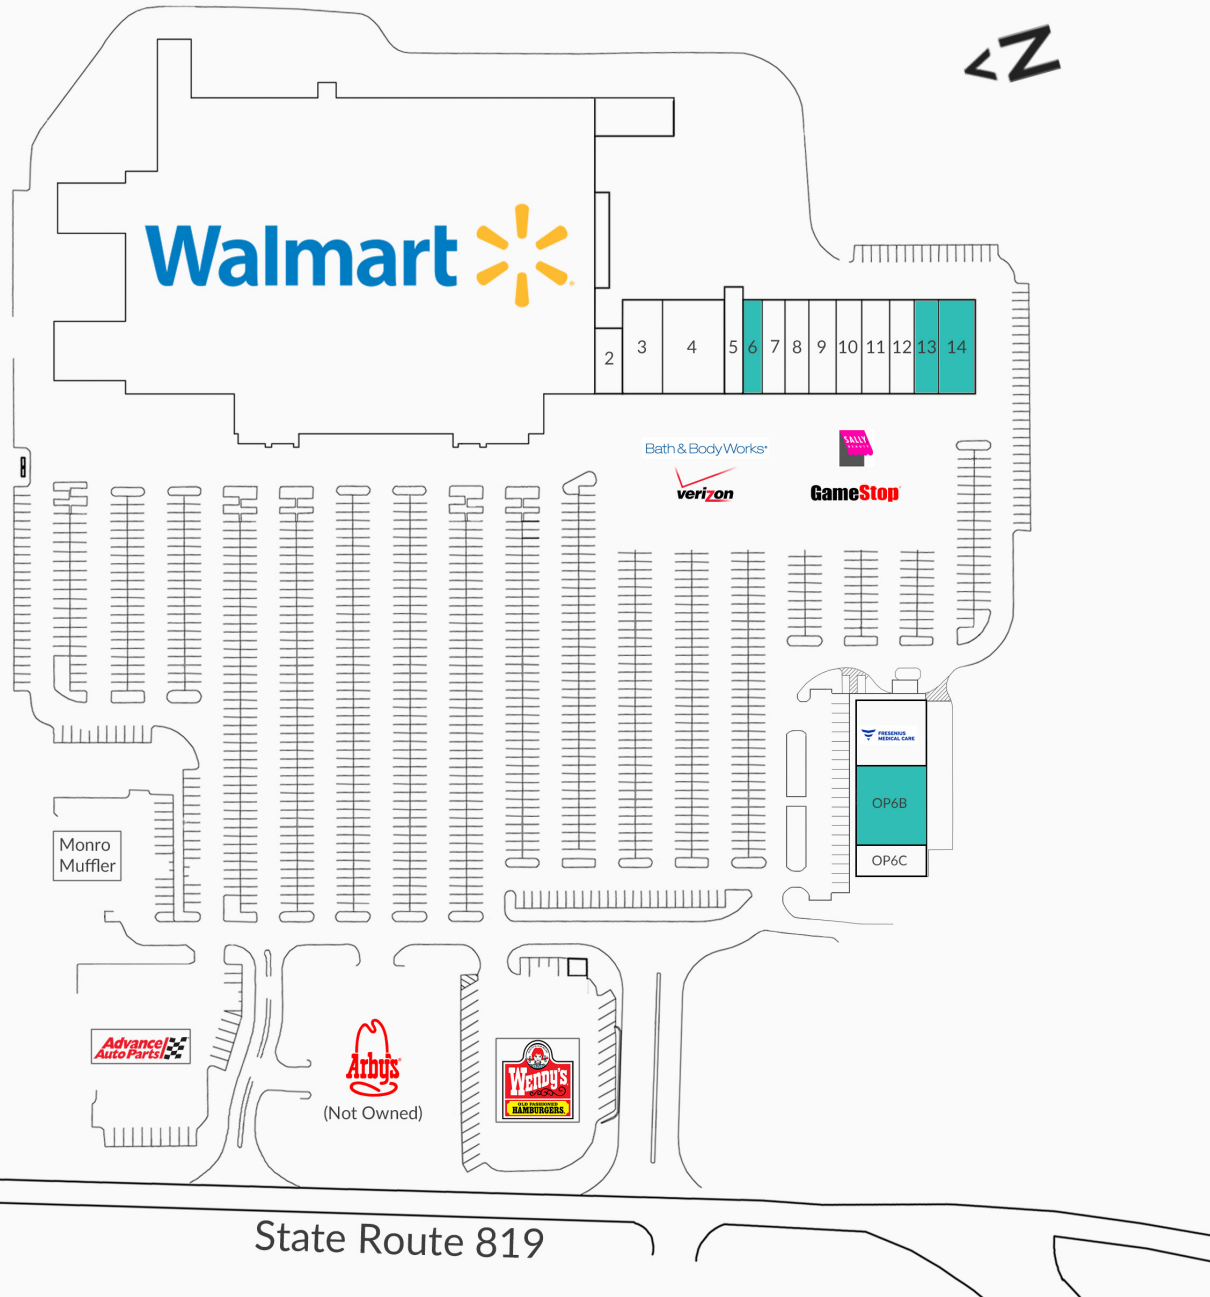 N
Walmart
2
3
4
5
6
7
8
9
10
11
12
13
14
Bath & Body Works
verizon
SALLY
BEAUTY
GameStop
FRESENIUS
MEDICAL CARE
OP6B
OP6C
Monro
Muffler
Advance
Auto Parts
Arby's
(Not Owned)
WENDY'S
OLD FASHIONED
HAMBURGERS.
State Route 819